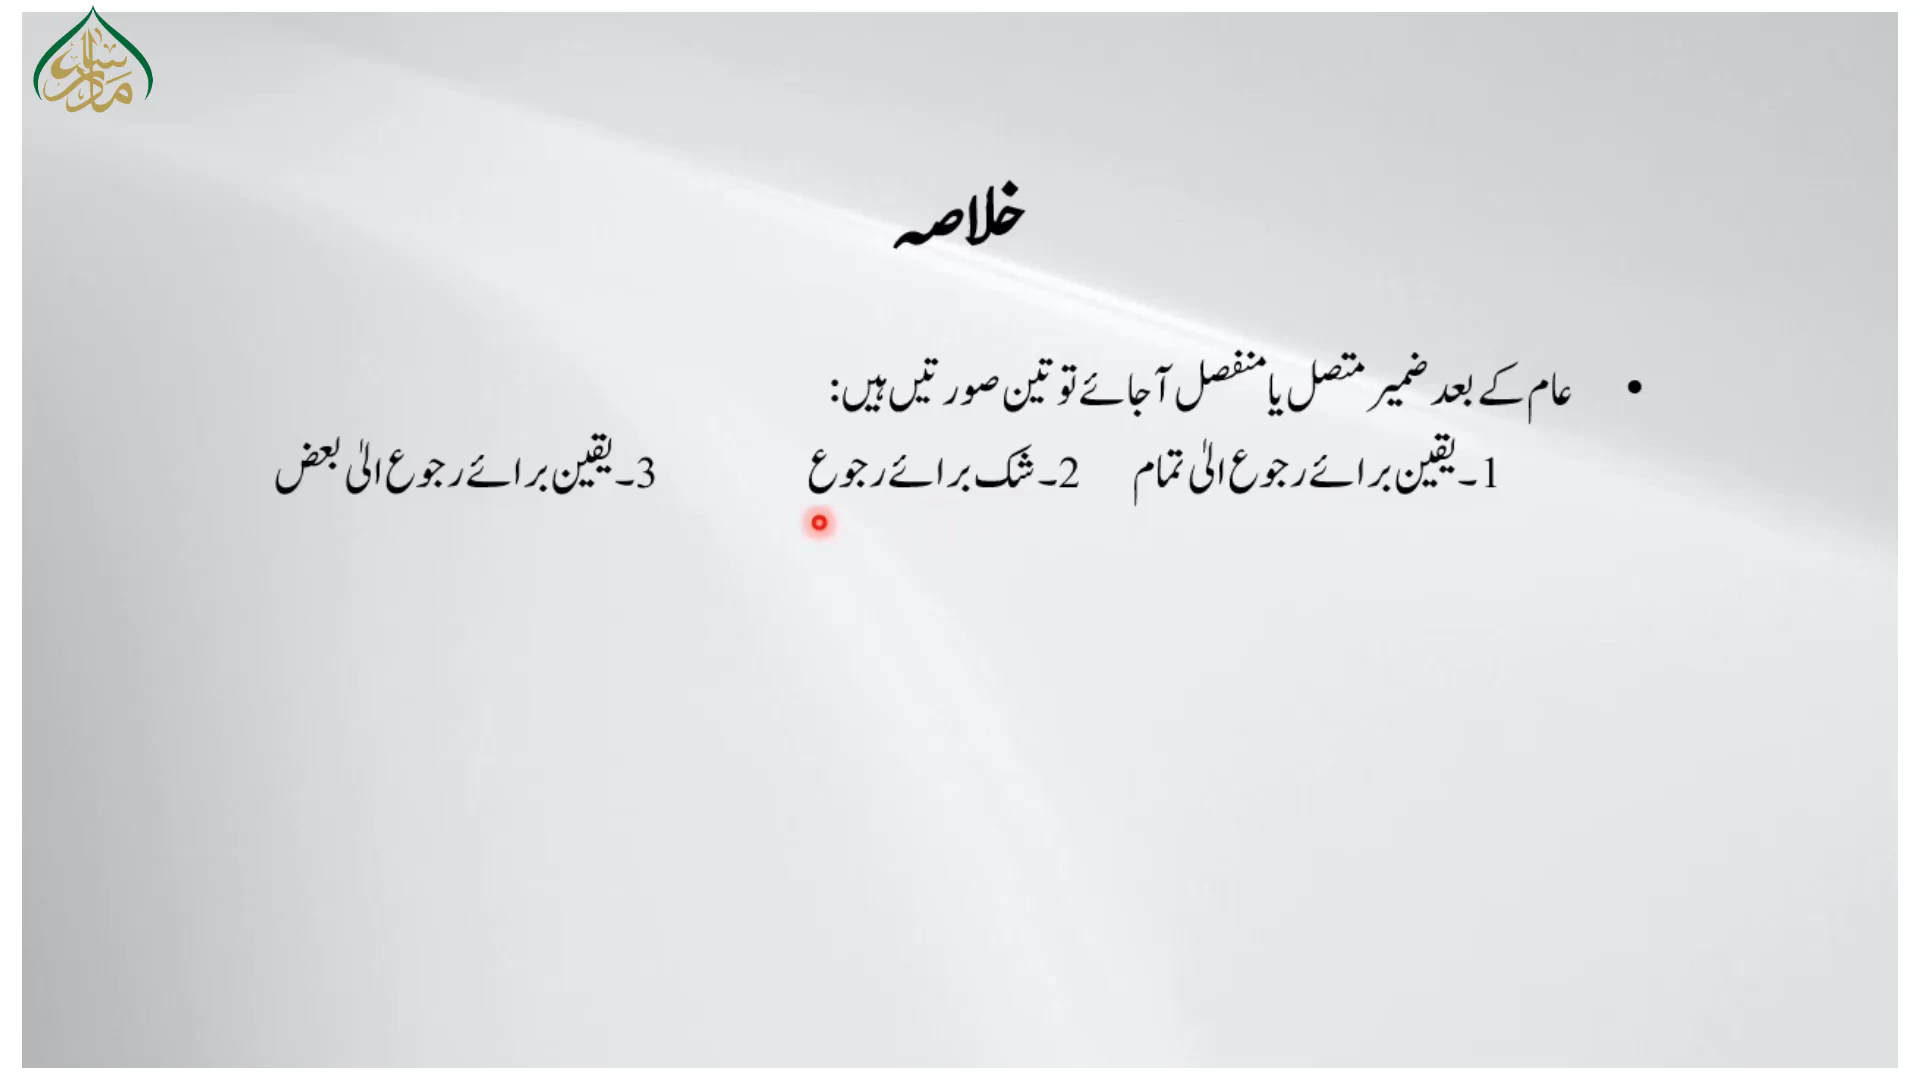 خلاصہ
• عام کے بعد ضمیر متصل یا منفصل آجائے تو تین صورتیں ہیں:
1۔یقین برائے رجوع الیٰ تمام 2۔شک برائے رجوع 3۔یقین برائے رجوع الیٰ بعض